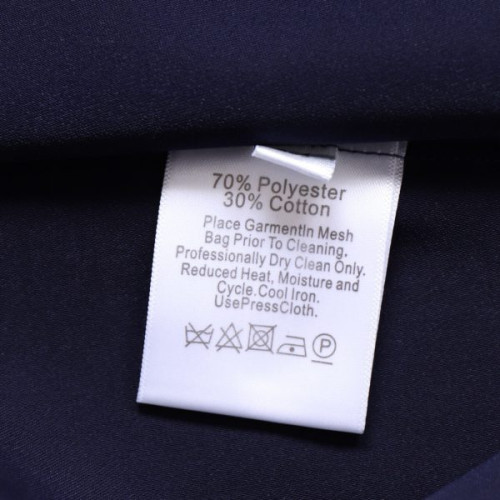 70% Polyester
30% Cotton
Place GarmentIn Mesh
Bag Prior To Cleaning.
Professionally Dry Clean Only.
Reduced Heat, Moisture and
Cycle.Cool Iron.
UsePressCloth.
P